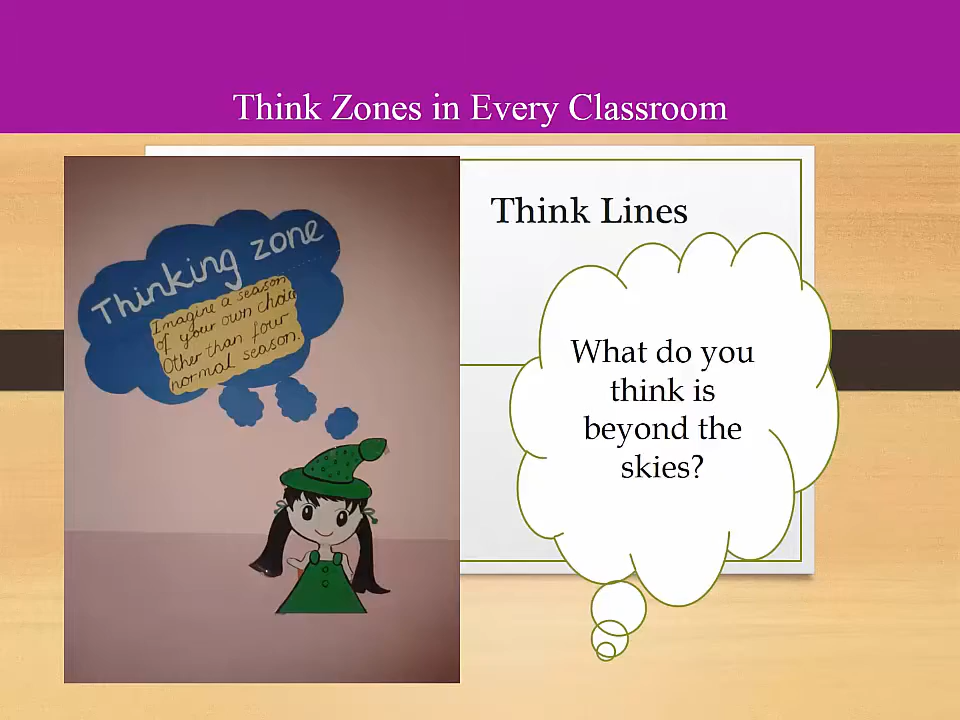 Think Zones in Every Classroom
Thinking zone
Imagine a season
of your own choice
Other than four
normal season.
Think Lines
What do you
think is
beyond the
skies?